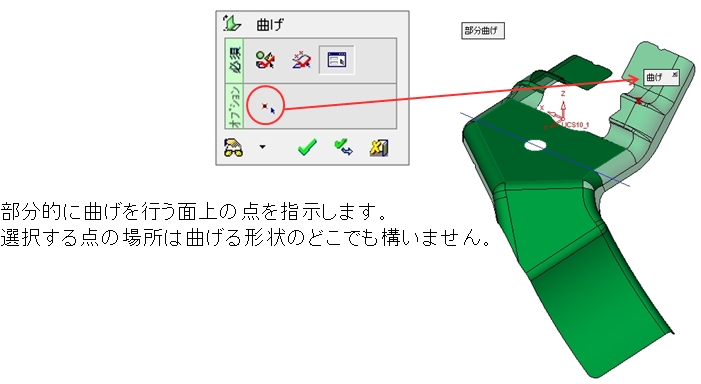 曲げ
部分曲げ
必須
オプション
曲げ
Z
X
UCS10_1
部分的に曲げを行う面上の点を指示します。
選択する点の場所は曲げる形状のどこでも構いません。